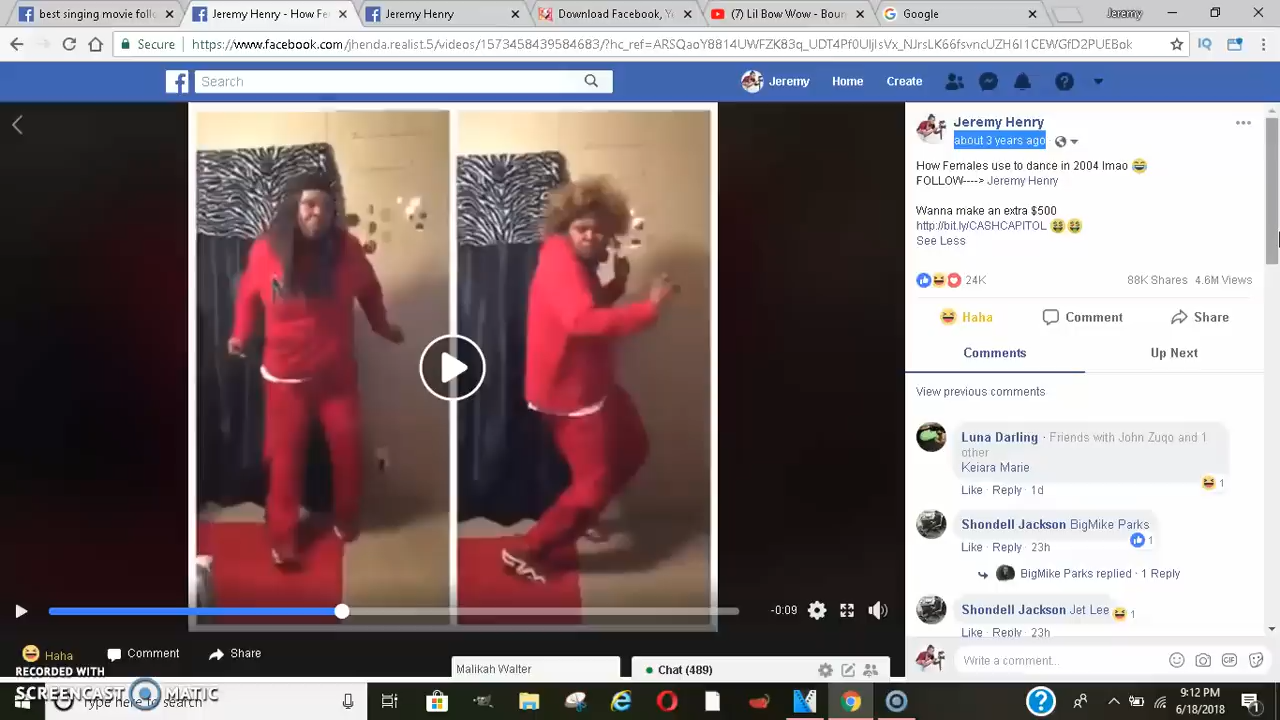 best singing movie follo
Jeremy Henry - How Fe
Jeremy Henry
Download Facebook, Y
(7) Lil Bow Wow - Boun
Google
Jeremy
Secure
https://www.facebook.com/jhenda.realist.5/videos/1573458439584683/?hc_ref=
Search
Jeremy
Home
Create
Jeremy Henry
about 3 years ago
How Females use to dance in 2004 lmao 😂
FOLLOW----> Jeremy Henry
Wanna make an extra $500
http://bit.ly/CASHCAPITOL 🤑🤑
See Less
24K
88K Shares 4.6M Views
Haha
Comment
Share
Comments
Up Next
View previous comments
Luna Darling · Friends with John Zuqo and 1
other
Keiara Marie
Like · Reply · 1d
1
Shondell Jackson BigMike Parks
1
Like · Reply · 23h
BigMike Parks replied · 1 Reply
Shondell Jackson Jet Lee
1
Like · Reply · 23h
Write a comment...
-0:09
Haha
Comment
Share
Malikah Walter
Chat (489)
RECORDED WITH
SCREENCAST MATIC
Type here to search
9:12 PM
6/18/2018